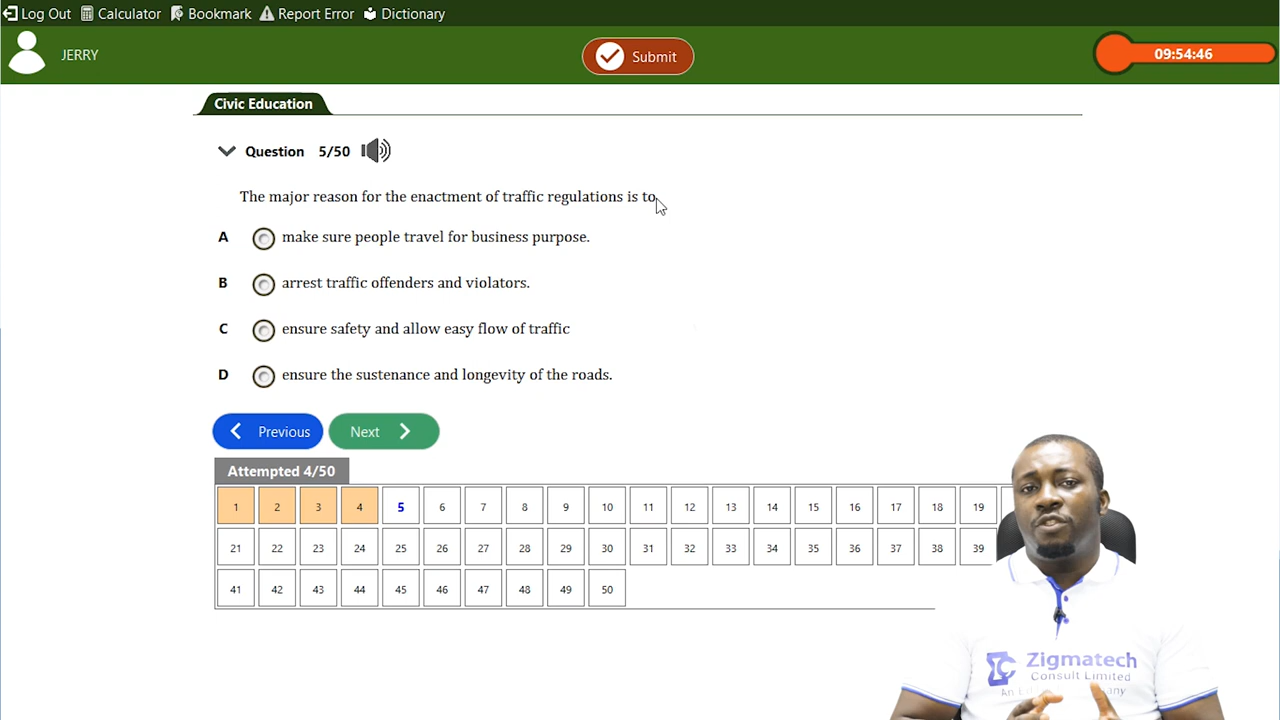 Log Out Calculator Bookmark Report Error Dictionary
JERRY
Submit
09:54:46
Civic Education
Question 5/50
The major reason for the enactment of traffic regulations is to
A make sure people travel for business purpose.
B arrest traffic offenders and violators.
C ensure safety and allow easy flow of traffic
D ensure the sustenance and longevity of the roads.
Previous Next
Attempted 4/50
1 2 3 4 5 6 7 8 9 10 11 12 13 14 15 16 17 18 19
21 22 23 24 25 26 27 28 29 30 31 32 33 34 35 36 37 38 39
41 42 43 44 45 46 47 48 49 50
Zigmatech
Consult Limited
An